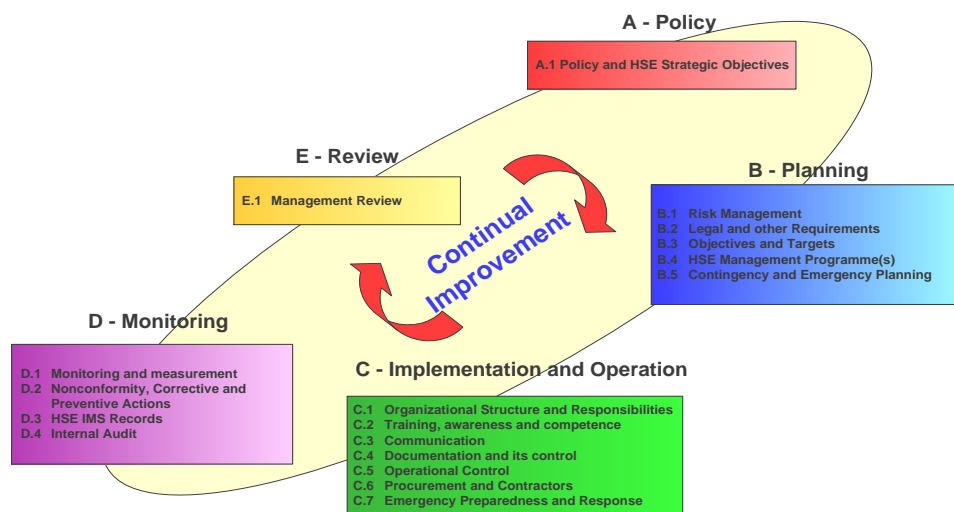 A - Policy
A.1 Policy and HSE Strategic Objectives
E - Review
E.1 Management Review
B - Planning
B.1 Risk Management
B.2 Legal and other Requirements
B.3 Objectives and Targets
B.4 HSE Management Programme(s)
B.5 Contingency and Emergency Planning
Continual
Improvement
D - Monitoring
D.1 Monitoring and measurement
D.2 Nonconformity, Corrective and
Preventive Actions
D.3 HSE IMS Records
D.4 Internal Audit
C - Implementation and Operation
C.1 Organizational Structure and Responsibilities
C.2 Training, awareness and competence
C.3 Communication
C.4 Documentation and its control
C.5 Operational Control
C.6 Procurement and Contractors
C.7 Emergency Preparedness and Response